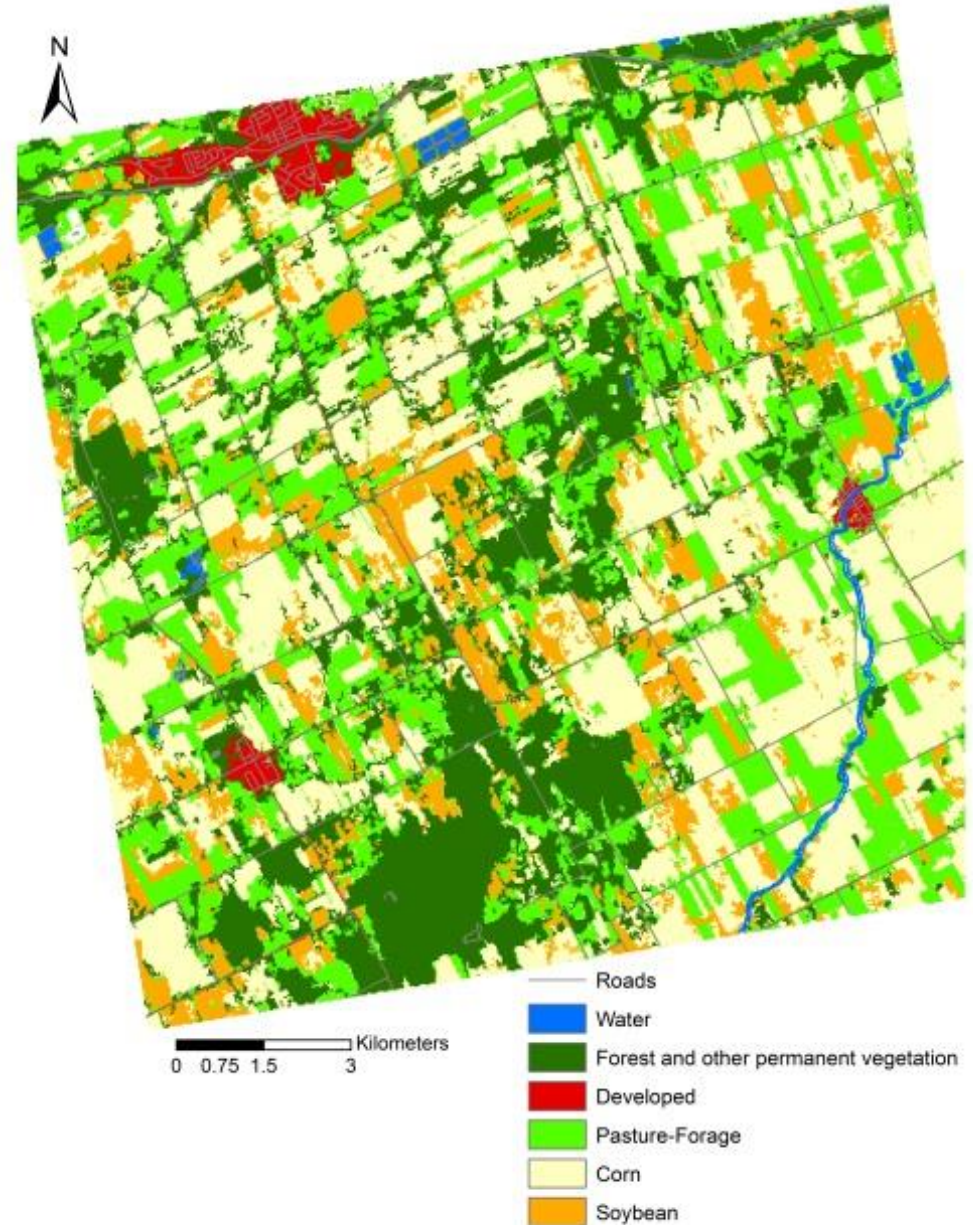 N
Roads
Kilometers
0 0.75 1.5 3
Water
Forest and other permanent vegetation
Developed
Pasture-Forage
Corn
Soybean